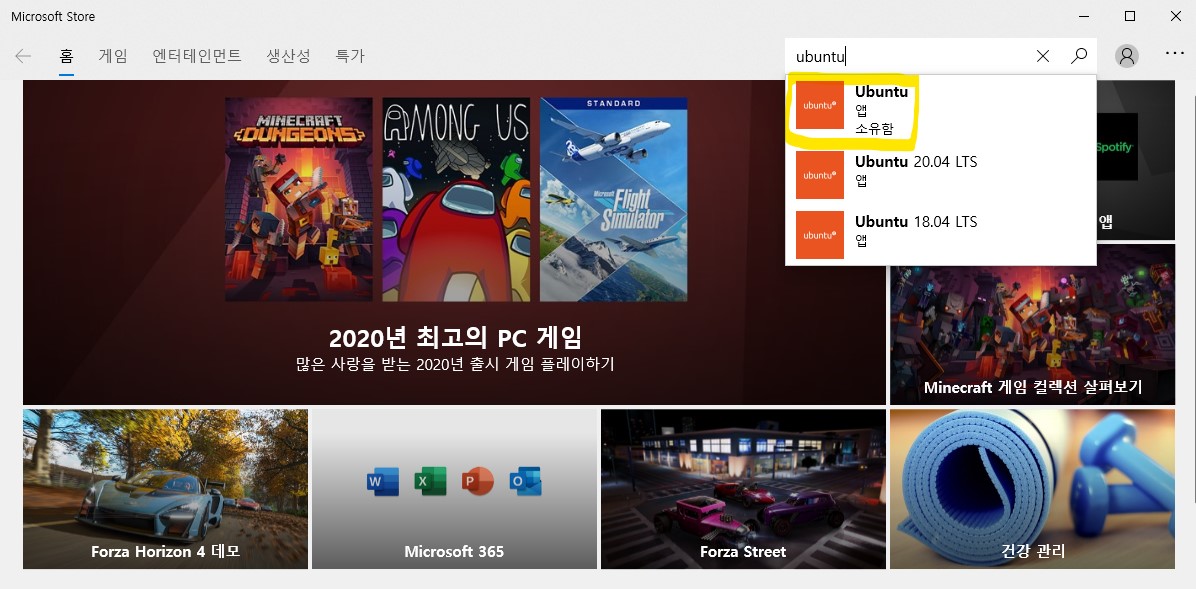 Microsoft Store
홈 게임 엔터테인먼트 생산성 특가
ubuntu
ubuntu
Ubuntu
앱
소유함
ubuntu
Ubuntu 20.04 LTS
앱
ubuntu
Ubuntu 18.04 LTS
앱
MINECRAFT
DUNGEONS
AMONG US
STANDARD
Microsoft
Flight
Simulator
2020년 최고의 PC 게임
많은 사랑을 받는 2020년 출시 게임 플레이하기
Spotify
앱
Minecraft 게임 컬렉션 살펴보기
Forza Horizon 4 데모
W X P O
Microsoft 365
Forza Street
건강 관리